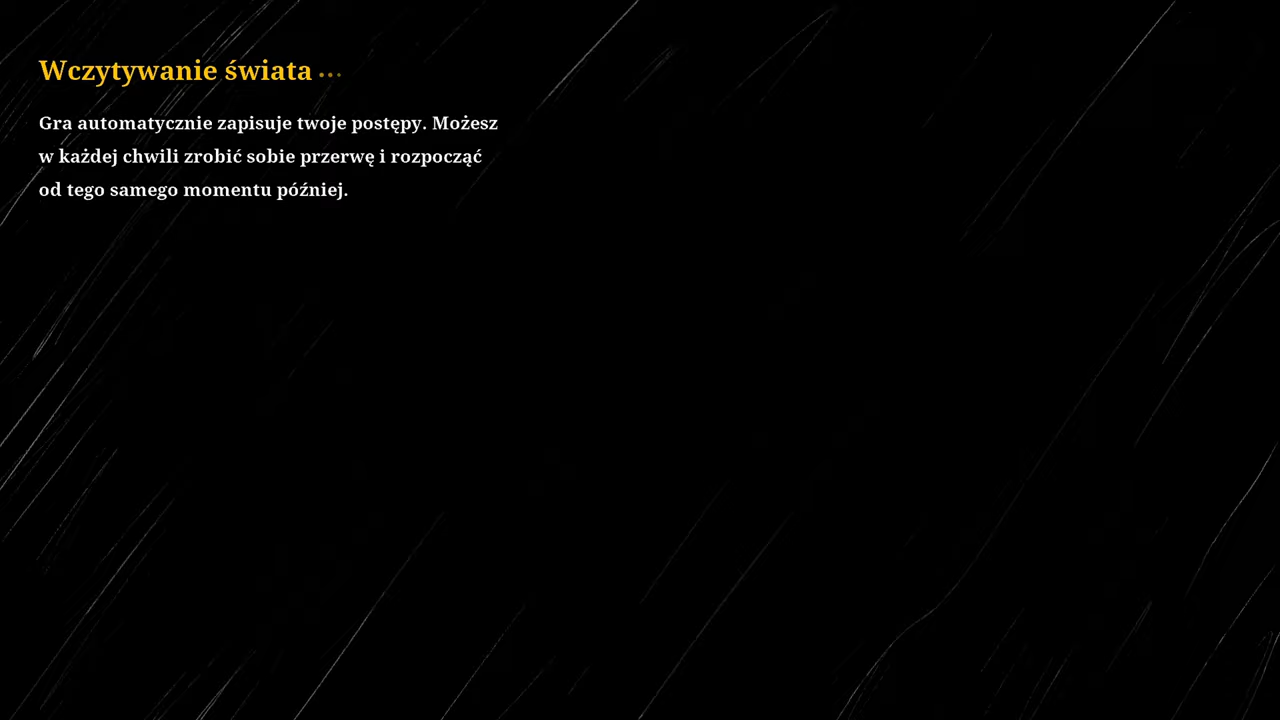 Wczytywanie świata ...
Gra automatycznie zapisuje twoje postępy. Możesz
w każdej chwili zrobić sobie przerwę i rozpocząć
od tego samego momentu później.